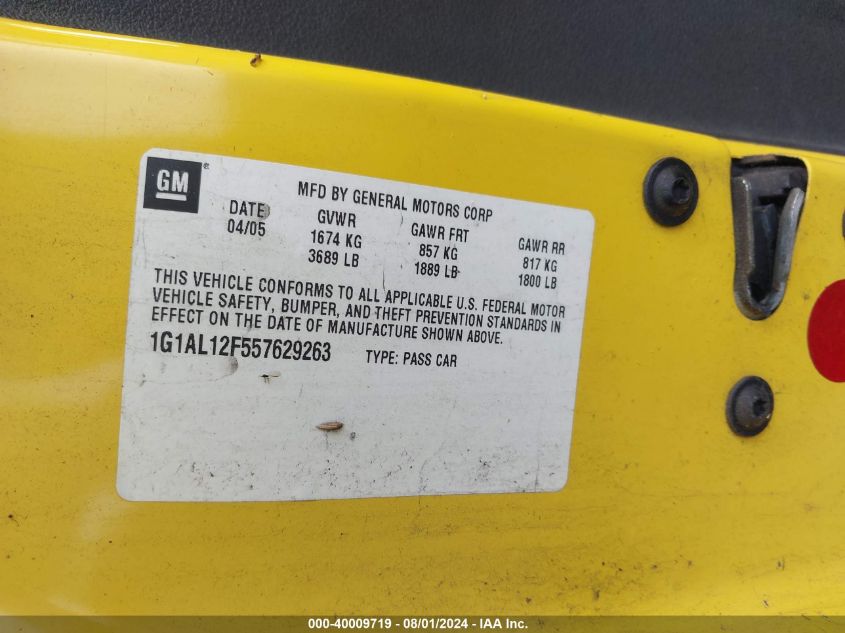 GM
MFD BY GENERAL MOTORS CORP
DATE GVWR GAWR FRT GAWR RR
04/05 1674 KG 857 KG 817 KG
3689 LB 1889 LB 1800 LB
THIS VEHICLE CONFORMS TO ALL APPLICABLE U.S. FEDERAL MOTOR
VEHICLE SAFETY, BUMPER, AND THEFT PREVENTION STANDARDS IN
EFFECT ON THE DATE OF MANUFACTURE SHOWN ABOVE.
1G1AL12F557629263 TYPE: PASS CAR
000-40009719 - 08/01/2024 - IAA Inc.